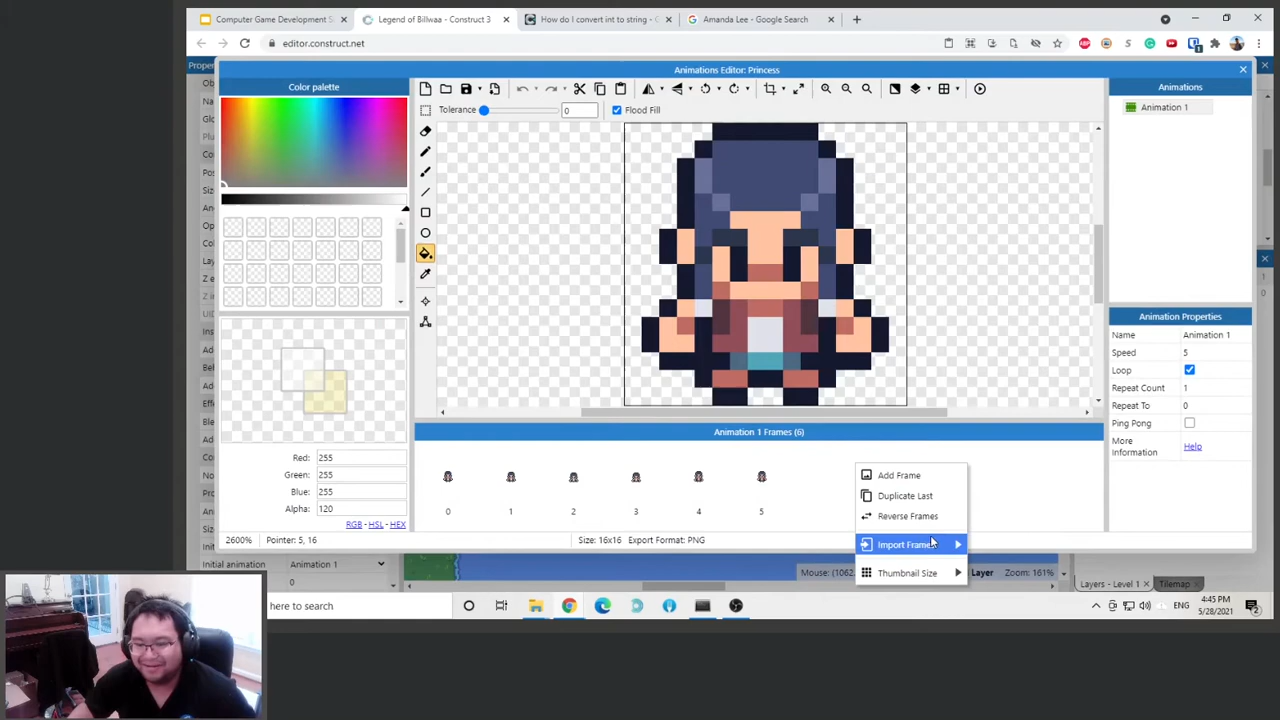 Computer Game Development S
Legend of Billwaa - Construct 3
How do I convert int to string - C
Amanda Lee - Google Search
editor.construct.net
Proper
Animations Editor: Princess
Color palette
Animations
Tolerance
0
Flood Fill
Animation 1
Animation Properties
Name
Animation 1
Speed
5
Loop
Repeat Count
1
Repeat To
0
Ping Pong
More Information
Help
Red:
255
Green:
255
Blue:
255
Alpha:
120
RGB - HSL - HEX
Animation 1 Frames (6)
0
1
2
3
4
5
Add Frame
Duplicate Last
Reverse Frames
Import Frames
Thumbnail Size
2600%
Pointer: 5, 16
Size: 16x16
Export Format: PNG
Initial animation
Animation 1
0
Mouse: (1062,
Layer
Zoom: 161%
Layers - Level 1
Tilemap
here to search
ENG
4:45 PM
5/28/2021